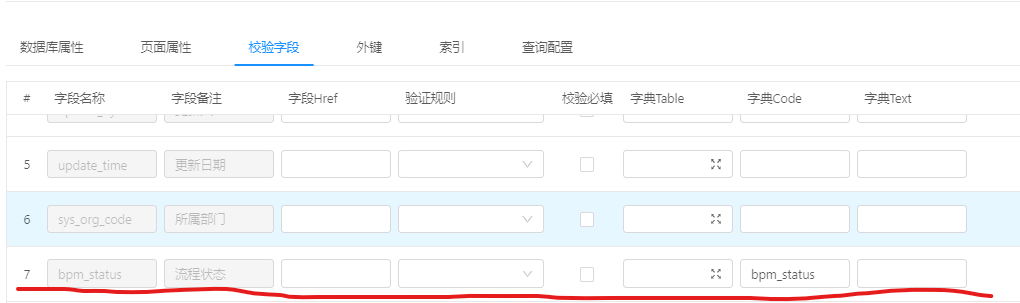 数据库属性 页面属性 校验字段 外键 索引 查询配置
# 字段名称 字段备注 字段Href 验证规则 校验必填 字典Table 字典Code 字典Text
5 update_time 更新日期
6 sys_org_code 所属部门
7 bpm_status 流程状态 bpm_status